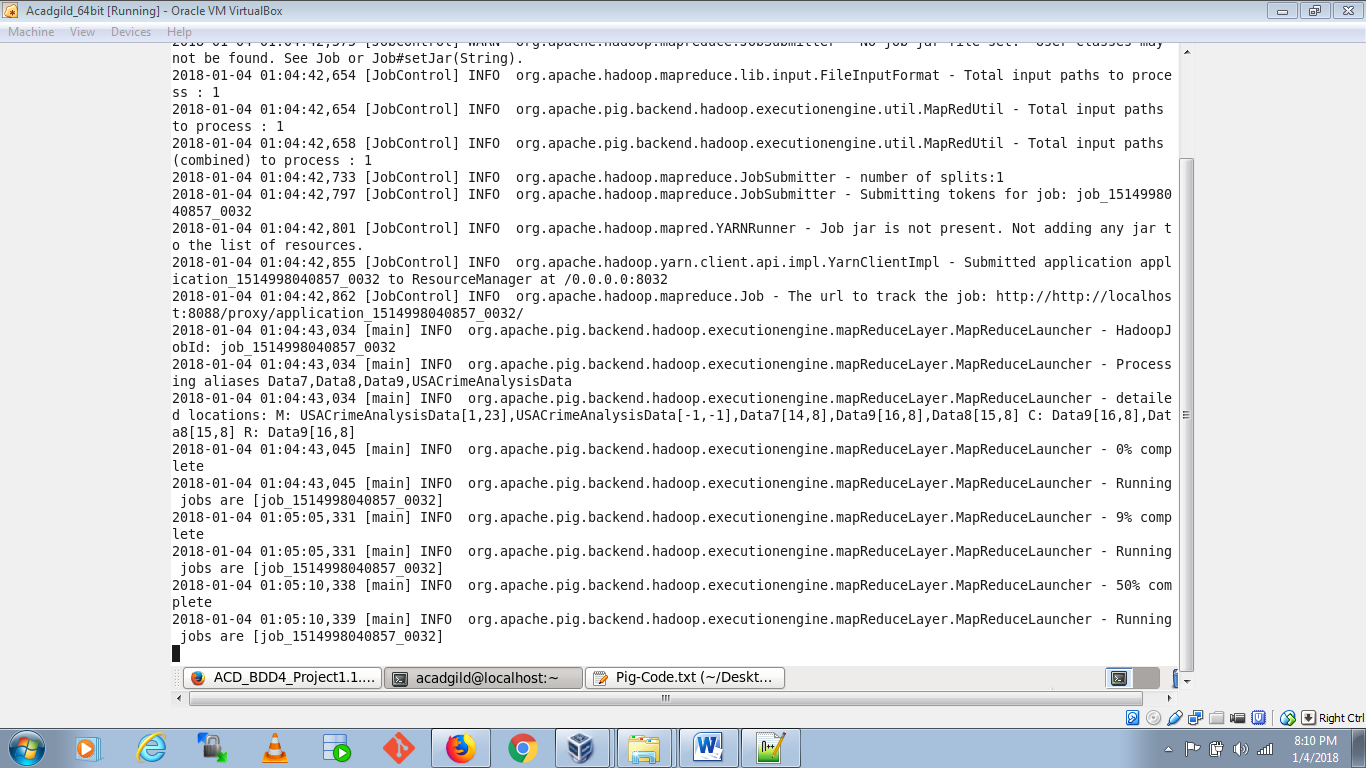 Acadgild_64bit [Running] - Oracle VM VirtualBox
Machine View Devices Help
2018-01-04 01:04:42,573 [JobControl] WARN  org.apache.hadoop.mapreduce.JobSubmitter - No job jar file set.  User classes may
not be found. See Job or Job#setJar(String).
2018-01-04 01:04:42,654 [JobControl] INFO  org.apache.hadoop.mapreduce.lib.input.FileInputFormat - Total input paths to proce
ss : 1
2018-01-04 01:04:42,654 [JobControl] INFO  org.apache.pig.backend.hadoop.executionengine.util.MapRedUtil - Total input paths
to process : 1
2018-01-04 01:04:42,658 [JobControl] INFO  org.apache.pig.backend.hadoop.executionengine.util.MapRedUtil - Total input paths
(combined) to process : 1
2018-01-04 01:04:42,733 [JobControl] INFO  org.apache.hadoop.mapreduce.JobSubmitter - number of splits:1
2018-01-04 01:04:42,797 [JobControl] INFO  org.apache.hadoop.mapreduce.JobSubmitter - Submitting tokens for job: job_15149980
40857_0032
2018-01-04 01:04:42,801 [JobControl] INFO  org.apache.hadoop.mapred.YARNRunner - Job jar is not present. Not adding any jar t
o the list of resources.
2018-01-04 01:04:42,855 [JobControl] INFO  org.apache.hadoop.yarn.client.api.impl.YarnClientImpl - Submitted application appl
ication_1514998040857_0032 to ResourceManager at /0.0.0.0:8032
2018-01-04 01:04:42,862 [JobControl] INFO  org.apache.hadoop.mapreduce.Job - The url to track the job: http://http://localhos
t:8088/proxy/application_1514998040857_0032/
2018-01-04 01:04:43,034 [main] INFO  org.apache.pig.backend.hadoop.executionengine.mapReduceLayer.MapReduceLauncher - HadoopJ
obId: job_1514998040857_0032
2018-01-04 01:04:43,034 [main] INFO  org.apache.pig.backend.hadoop.executionengine.mapReduceLayer.MapReduceLauncher - Process
ing aliases Data7,Data8,Data9,USACrimeAnalysisData
2018-01-04 01:04:43,034 [main] INFO  org.apache.pig.backend.hadoop.executionengine.mapReduceLayer.MapReduceLauncher - detaile
d locations: M: USACrimeAnalysisData[1,23],USACrimeAnalysisData[-1,-1],Data7[14,8],Data9[16,8],Data8[15,8] C: Data9[16,8],Dat
a8[15,8] R: Data9[16,8]
2018-01-04 01:04:43,045 [main] INFO  org.apache.pig.backend.hadoop.executionengine.mapReduceLayer.MapReduceLauncher - 0% comp
lete
2018-01-04 01:04:43,045 [main] INFO  org.apache.pig.backend.hadoop.executionengine.mapReduceLayer.MapReduceLauncher - Running
 jobs are [job_1514998040857_0032]
2018-01-04 01:05:05,331 [main] INFO  org.apache.pig.backend.hadoop.executionengine.mapReduceLayer.MapReduceLauncher - 9% comp
lete
2018-01-04 01:05:05,331 [main] INFO  org.apache.pig.backend.hadoop.executionengine.mapReduceLayer.MapReduceLauncher - Running
 jobs are [job_1514998040857_0032]
2018-01-04 01:05:10,338 [main] INFO  org.apache.pig.backend.hadoop.executionengine.mapReduceLayer.MapReduceLauncher - 50% com
plete
2018-01-04 01:05:10,339 [main] INFO  org.apache.pig.backend.hadoop.executionengine.mapReduceLayer.MapReduceLauncher - Running
 jobs are [job_1514998040857_0032]
ACD_BDD4_Project1.1.... acadgild@localhost:~ Pig-Code.txt (~/Deskt...
Right Ctrl
8:10 PM
1/4/2018